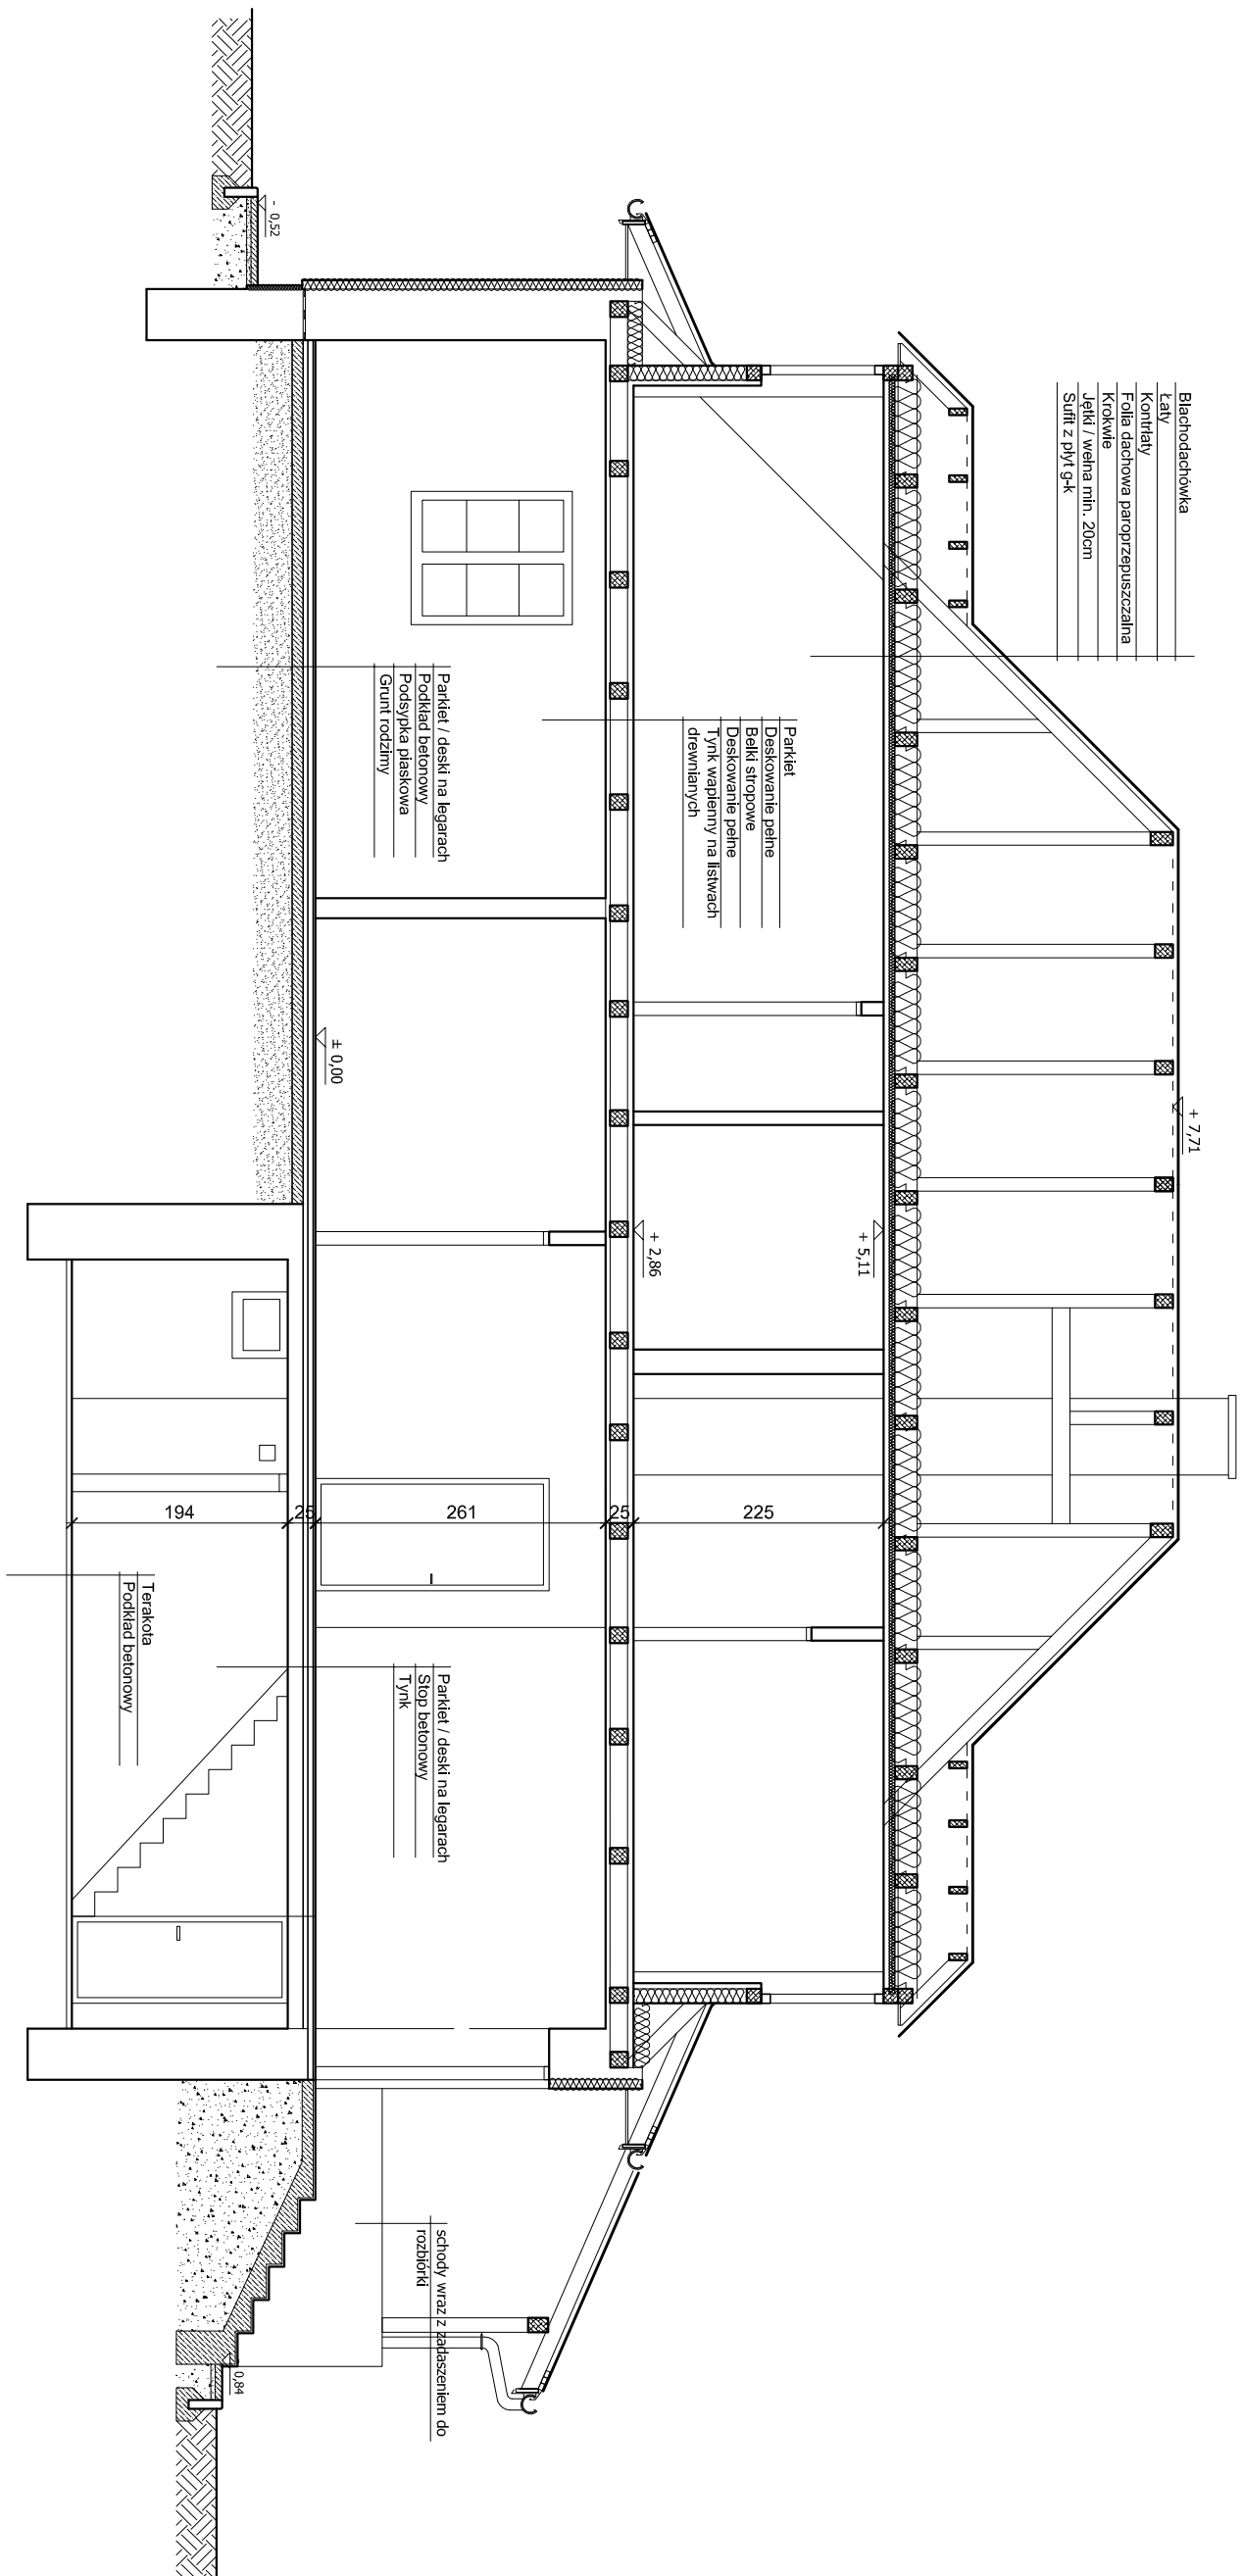 Blachodachówka
Łaty
Kontrłaty
Folia dachowa paroprzepuszczalna
Krokwie
Jętki / wełna min. 20cm
Sufit z płyt g-k
+ 7,71
+ 5,11
+ 2,86
Parkiet
Deskowanie pełne
Belki stropowe
Deskowanie pełne
Tynk wapienny na listwach
drewnianych
225
25
261
25
194
Parkiet / deski na legarach
Podkład betonowy
Podsypka piaskowa
Grunt rodzimy
± 0,00
- 0,52
Parkiet / deski na legarach
Stop betonowy
Tynk
schody wraz z zadaszeniem do
rozbiórki
0,84
Terakota
Podkład betonowy